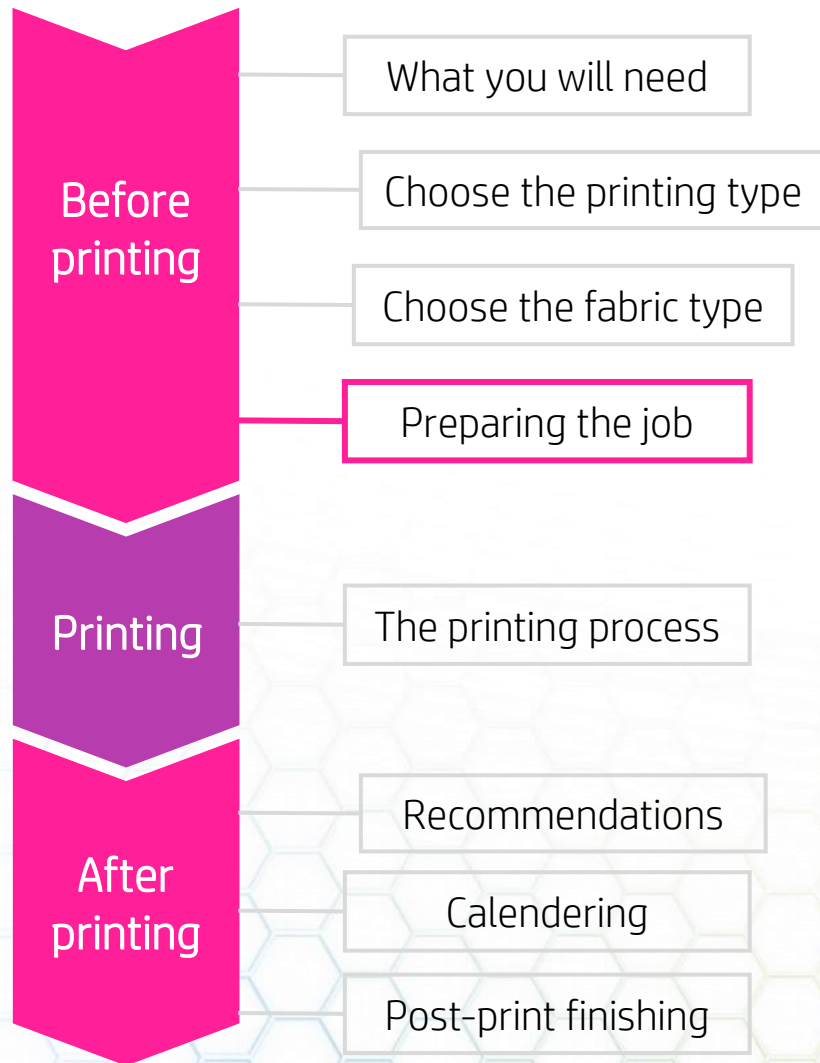 What you will need
Before
printing
Choose the printing type
Choose the fabric type
Preparing the job
Printing
The printing process
After
printing
Recommendations
Calendering
Post-print finishing